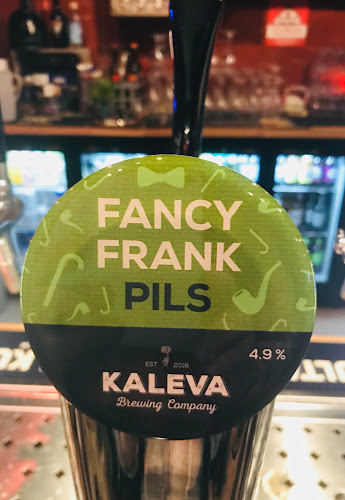 FANCY
FRANK
PILS
EST 2016
4.9%
KALEVA
Brewing Company